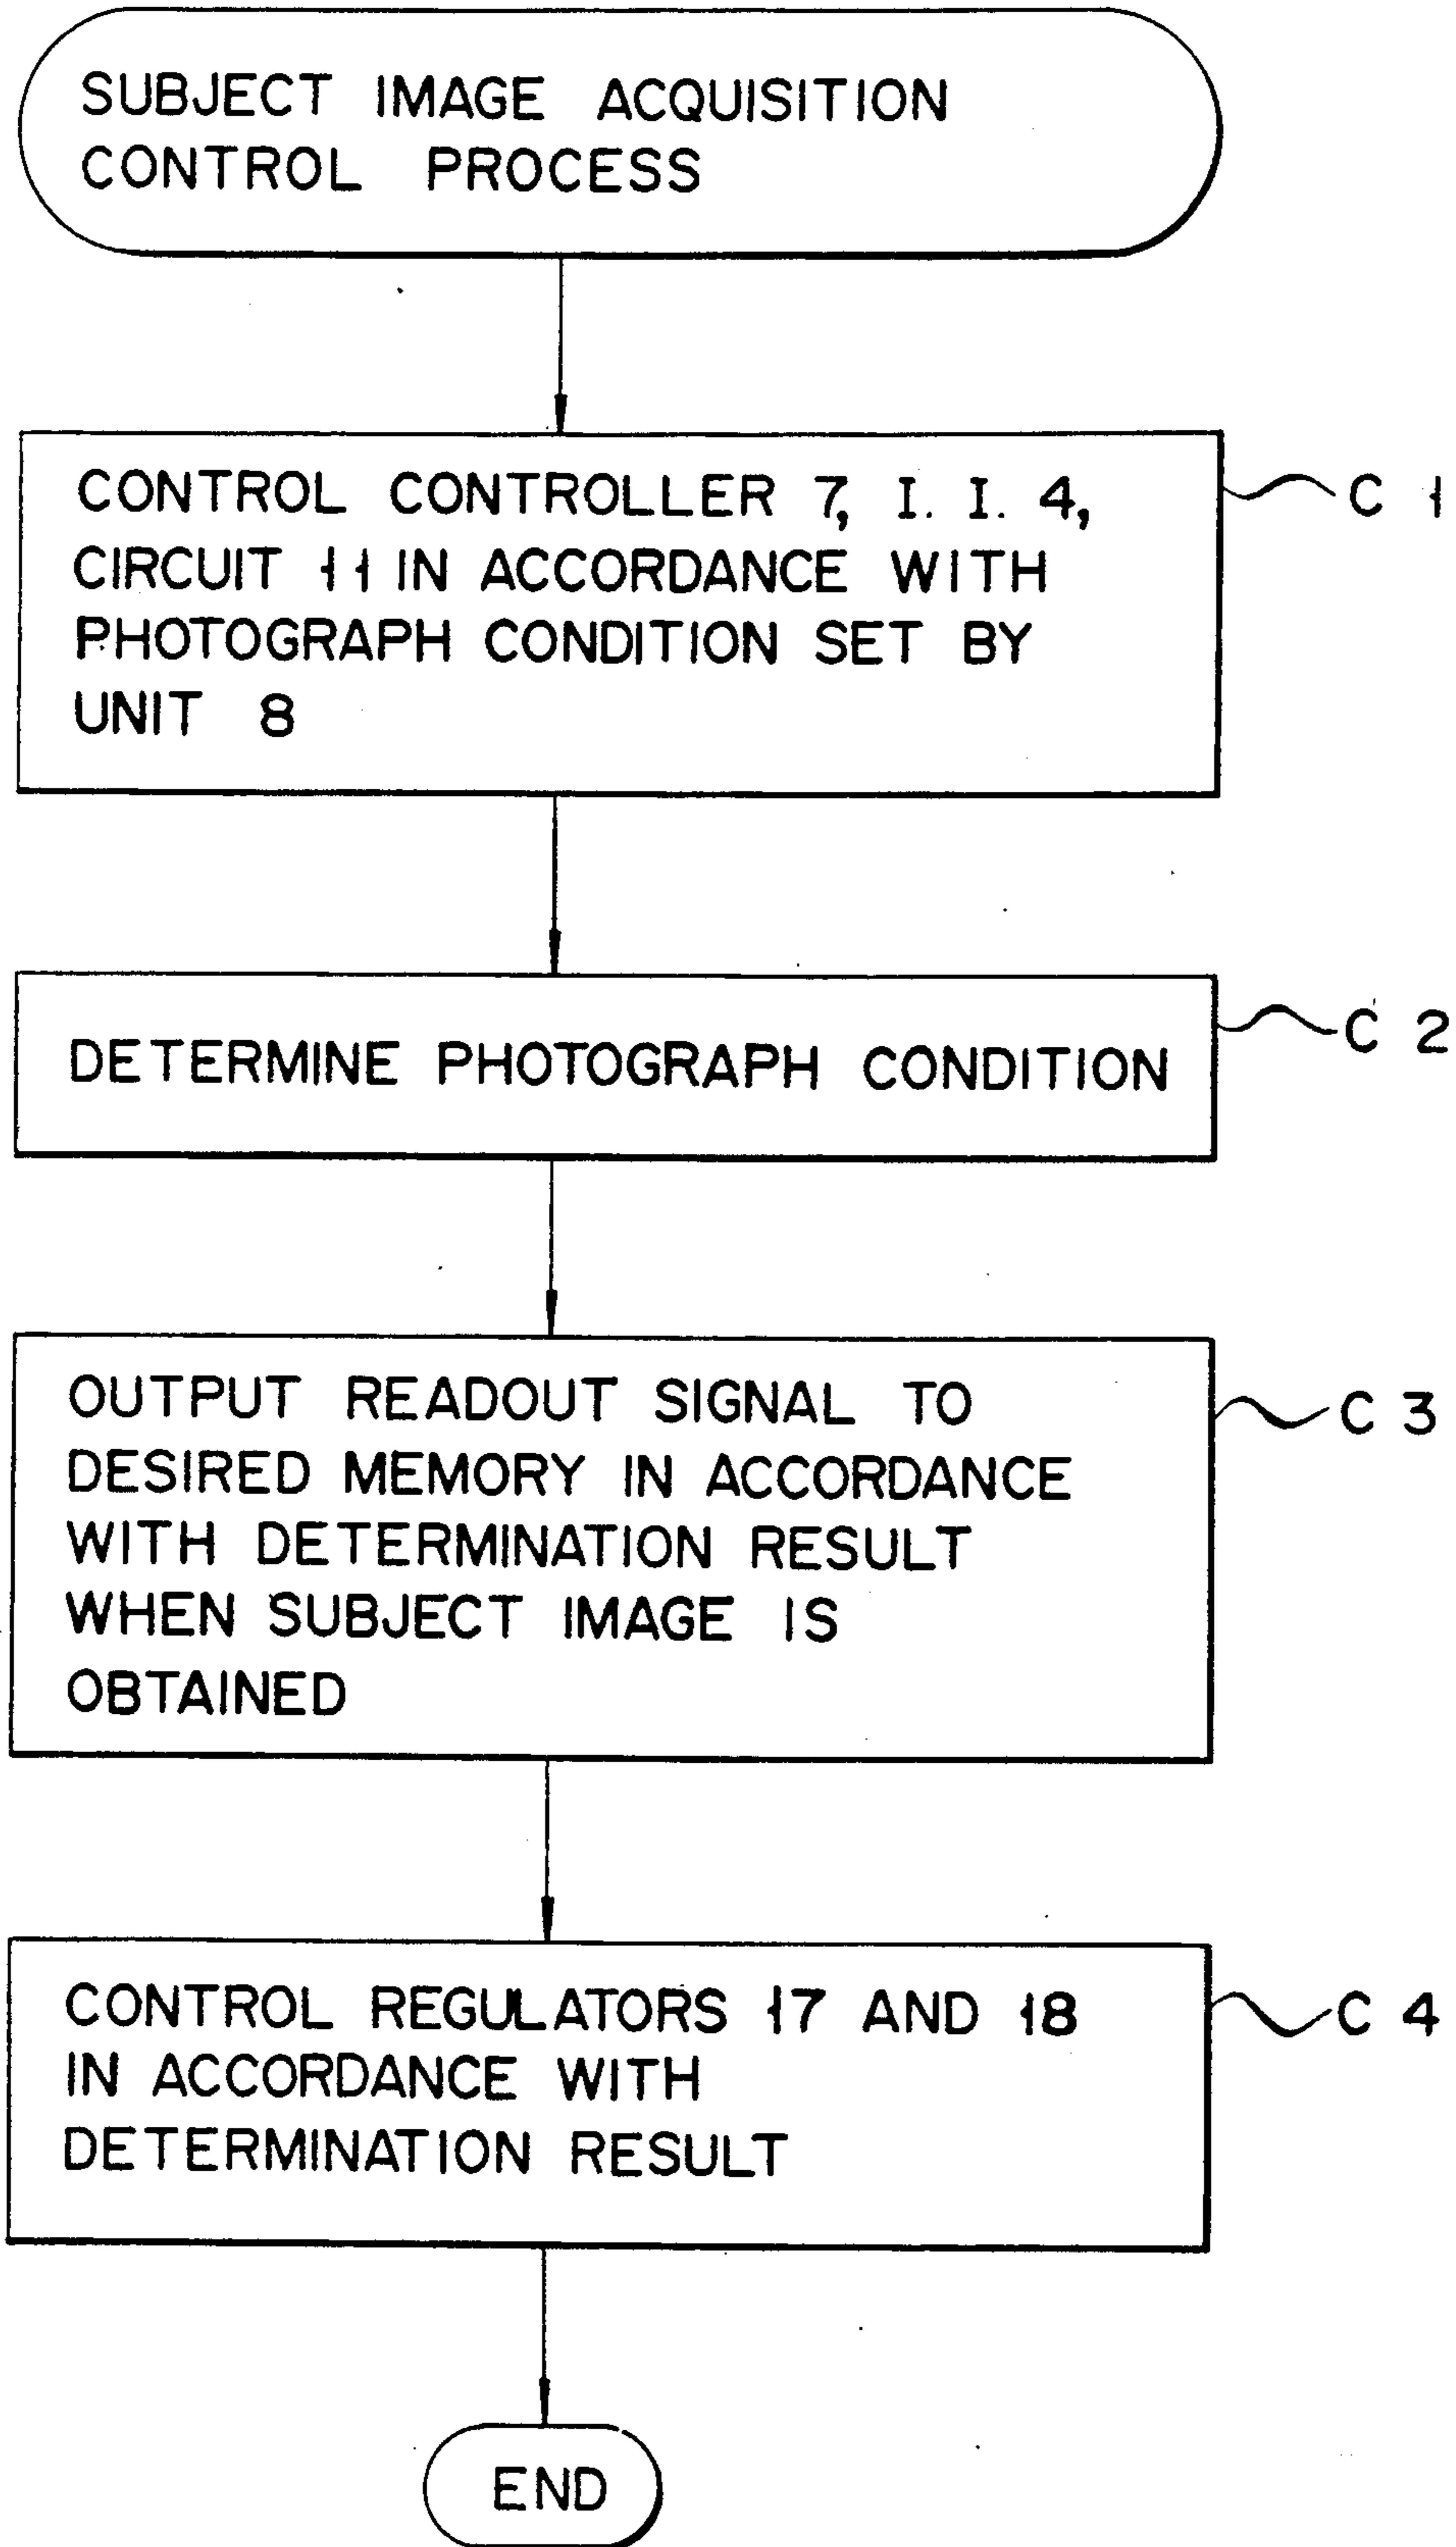 SUBJECT IMAGE ACQUISITION
CONTROL PROCESS
CONTROL CONTROLLER 7, I. I. 4,
CIRCUIT 11 IN ACCORDANCE WITH
PHOTOGRAPH CONDITION SET BY
UNIT 8
C 1
DETERMINE PHOTOGRAPH CONDITION
C 2
OUTPUT READOUT SIGNAL TO
DESIRED MEMORY IN ACCORDANCE
WITH DETERMINATION RESULT
WHEN SUBJECT IMAGE IS
OBTAINED
C 3
CONTROL REGULATORS 17 AND 18
IN ACCORDANCE WITH
DETERMINATION RESULT
C 4
END